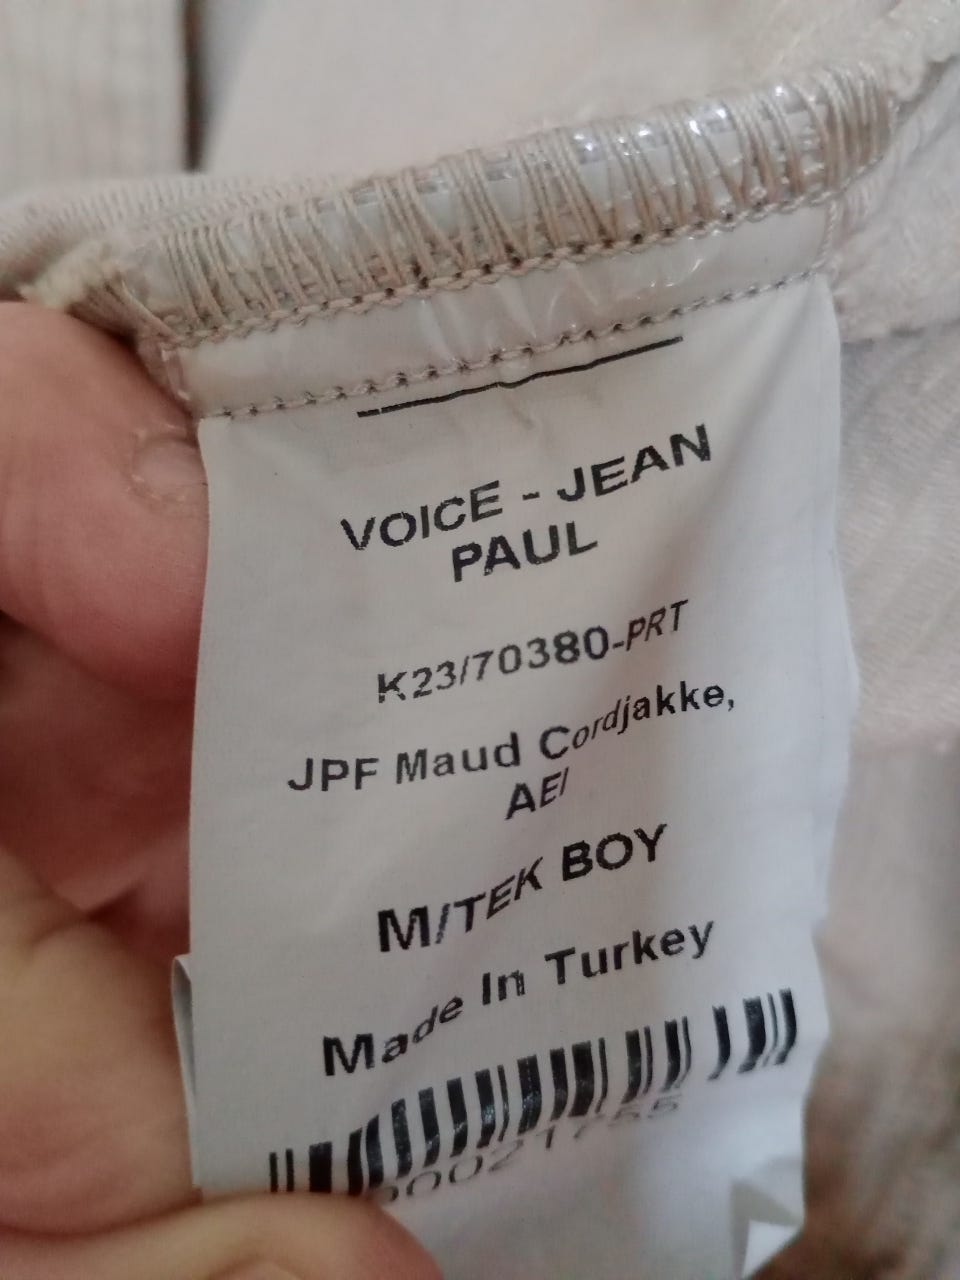 VOICE - JEAN
PAUL
K23/70380-PRT
JPF Maud Cordjakke,
AEI
M/TEK BOY
Made In Turkey